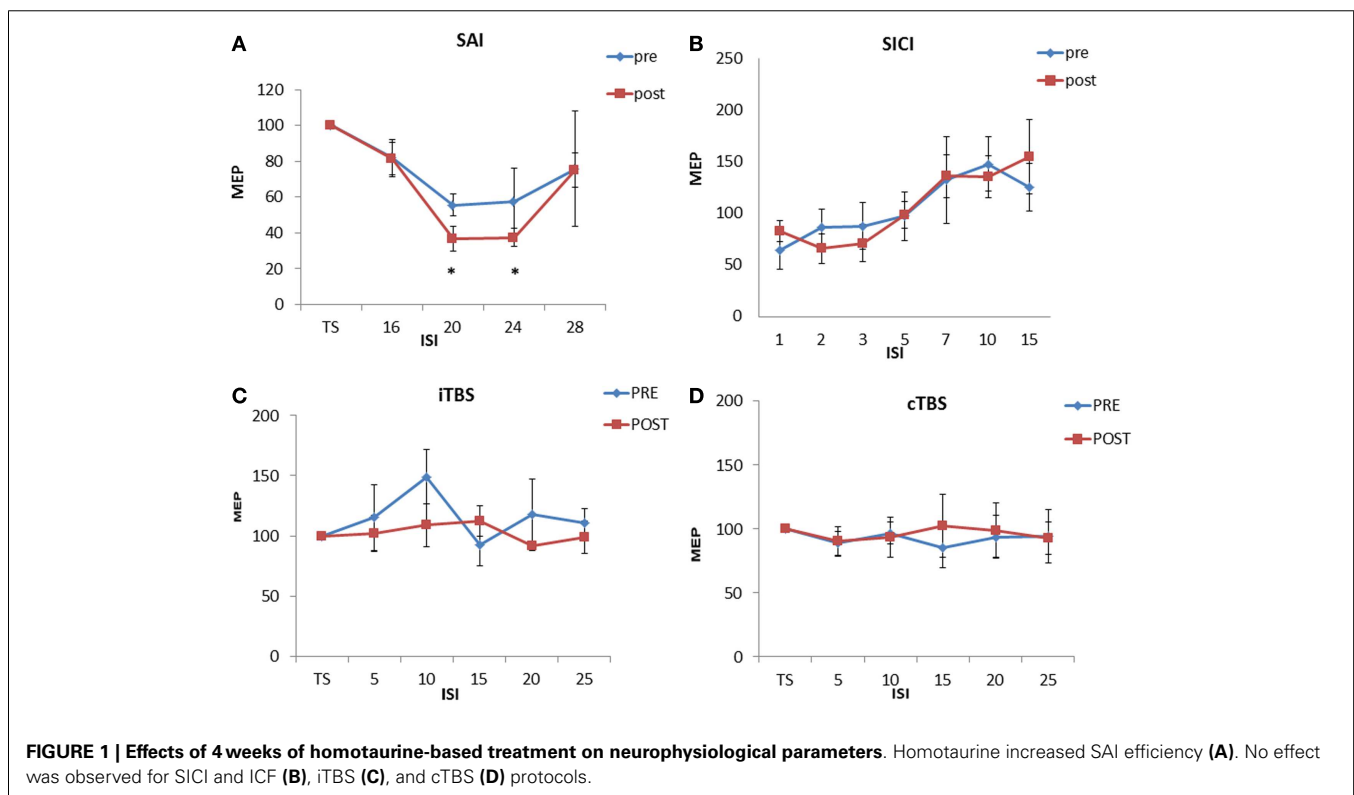 A
SAI
pre
post
120
100
80
60
40
20
0
MEP
* *
TS 16 20 24 28
ISI
B
SICI
pre
post
250
200
150
100
50
0
MEP
1 2 3 5 7 10 15
ISI
C
iTBS
PRE
POST
200
150
100
50
0
MEP
TS 5 10 15 20 25
ISI
D
cTBS
PRE
POST
200
150
100
50
0
MEP
TS 5 10 15 20 25
ISI
FIGURE 1 | Effects of 4 weeks of homotaurine-based treatment on neurophysiological parameters. Homotaurine increased SAI efficiency (A). No effect
was observed for SICI and ICF (B), iTBS (C), and cTBS (D) protocols.